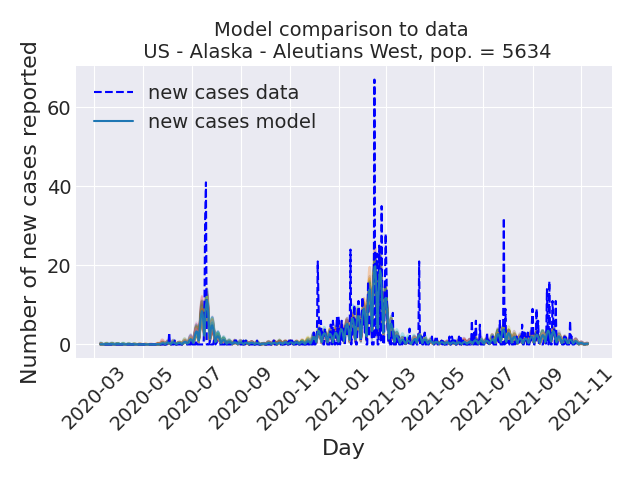 Model comparison to data
US - Alaska - Aleutians West, pop. = 5634
Number of new cases reported
60
40
20
0
new cases data
new cases model
2020-03
2020-05
2020-07
2020-09
2020-11
2021-01
2021-03
2021-05
2021-07
2021-09
2021-11
Day